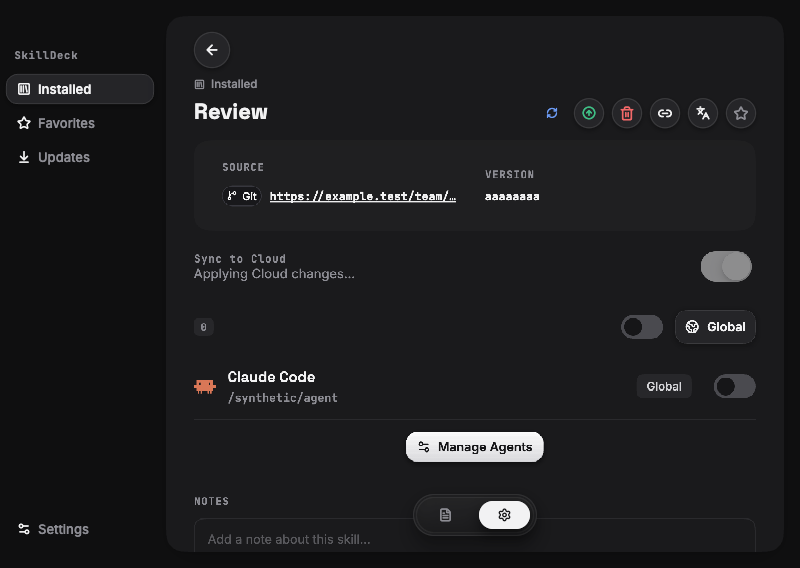 SkillDeck
Installed
Favorites
Updates
Settings
Installed
Review
SOURCE
Git https://example.test/team/…
VERSION
aaaaaaaa
Sync to Cloud
Applying Cloud changes...
0
Global
Claude Code
/synthetic/agent
Global
Manage Agents
NOTES
Add a note about this skill...